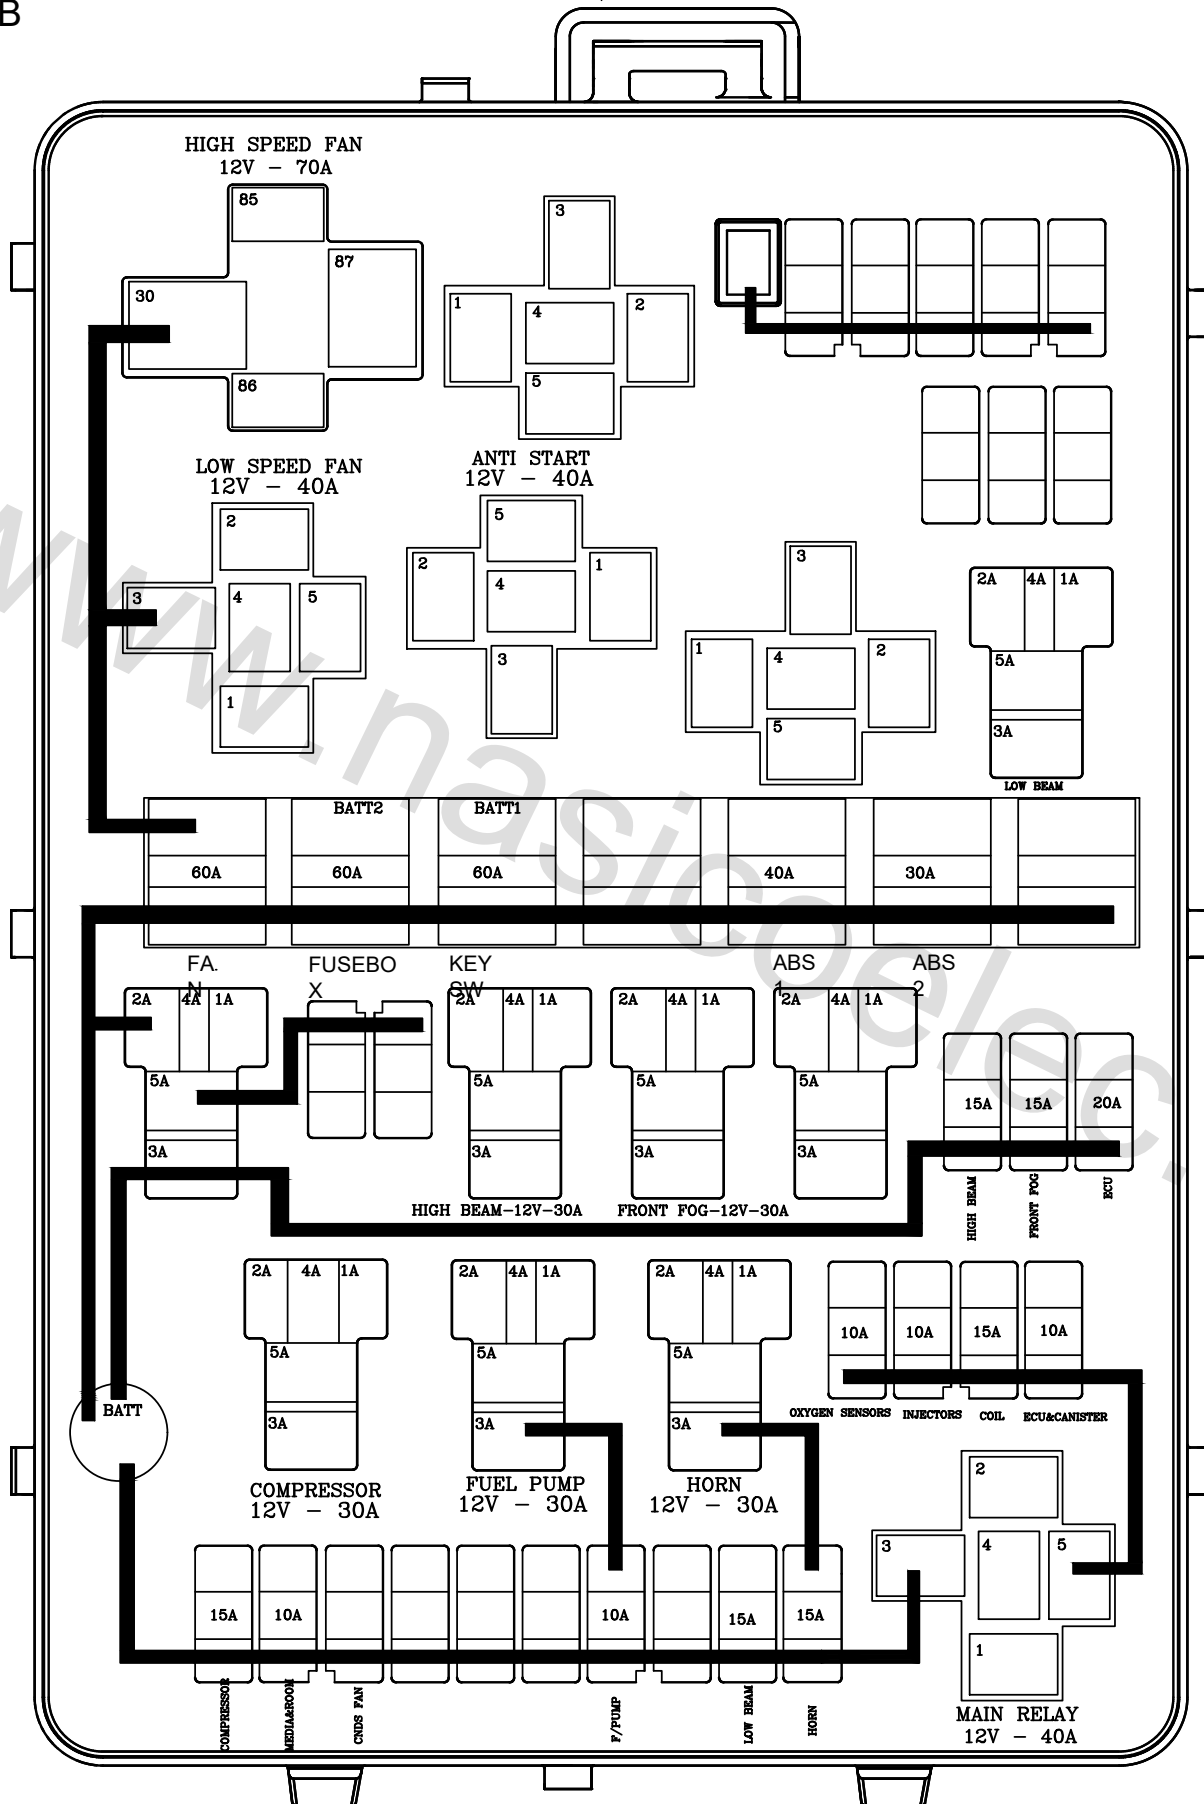 B
HIGH SPEED FAN
12V - 70A
85
87
30
86
3
1
4
2
5
LOW SPEED FAN
12V - 40A
ANTI START
12V - 40A
2
3
4
5
1
5
2
4
1
3
3
1
4
2
5
2A 4A 1A
5A
3A
LOW BEAM
BATT2 BATT1
60A 60A 60A 40A 30A
FA.
N
FUSEBO
X
KEY
SW
ABS
1
ABS
2
2A 4A 1A
5A
3A
2A 4A 1A
5A
3A
2A 4A 1A
5A
3A
2A 4A 1A
5A
3A
15A 15A 20A
HIGH BEAM
FRONT FOG
ECU
HIGH BEAM-12V-30A
FRONT FOG-12V-30A
2A 4A 1A
5A
3A
2A 4A 1A
5A
3A
2A 4A 1A
5A
3A
10A 10A 15A 10A
OXYGEN SENSORS INJECTORS COIL ECU&CANISTER
BATT
COMPRESSOR
12V - 30A
FUEL PUMP
12V - 30A
HORN
12V - 30A
2
3
4
5
1
MAIN RELAY
12V - 40A
15A 10A 10A 15A 15A
COMPRESSOR
MEDIA&ROOM
CNDS FAN
F/PUMP
LOW BEAM
HORN
www.nasicoelec.